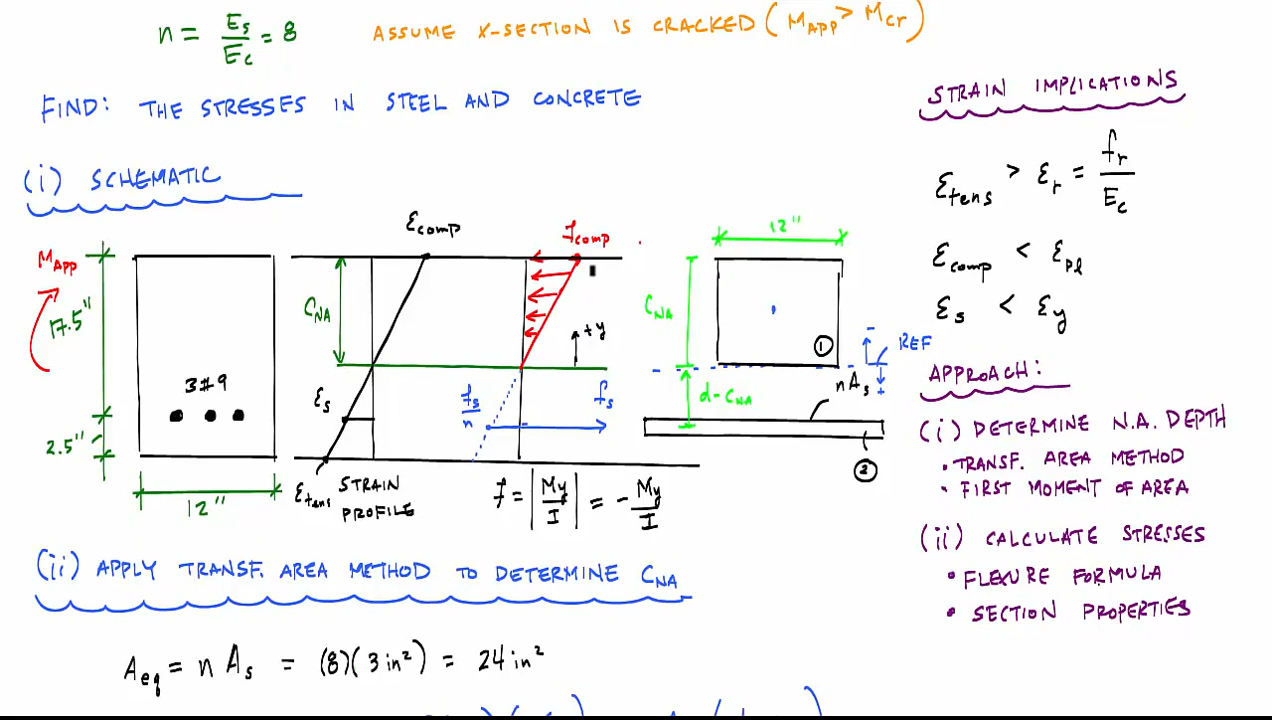 n = Es/Ec = 8
ASSUME X-SECTION IS CRACKED (MAPP > Mcr)
FIND: THE STRESSES IN STEEL AND CONCRETE
(i) SCHEMATIC
MAPP
17.5"
3#9
2.5"
12"
εcomp
CNA
εs
εtens
STRAIN
PROFILE
fcomp
+y
fs/n
fs
f = |My/I| = - My/I
12"
CNA
①
REF
-
+
d-CNA
nAs
②
(ii) APPLY TRANSF. AREA METHOD TO DETERMINE CNA
Aeq = n As = (8)(3in²) = 24in²
STRAIN IMPLICATIONS
εtens > εr = fr/Ec
εcomp < εpl
εs < εy
APPROACH:
(i) DETERMINE N.A. DEPTH
• TRANSF. AREA METHOD
• FIRST MOMENT OF AREA
(ii) CALCULATE STRESSES
• FLEXURE FORMULA
• SECTION PROPERTIES